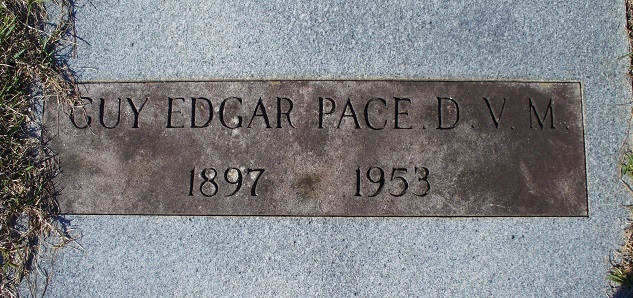 GUY EDGAR PACE. D. V. M.
1897 1953